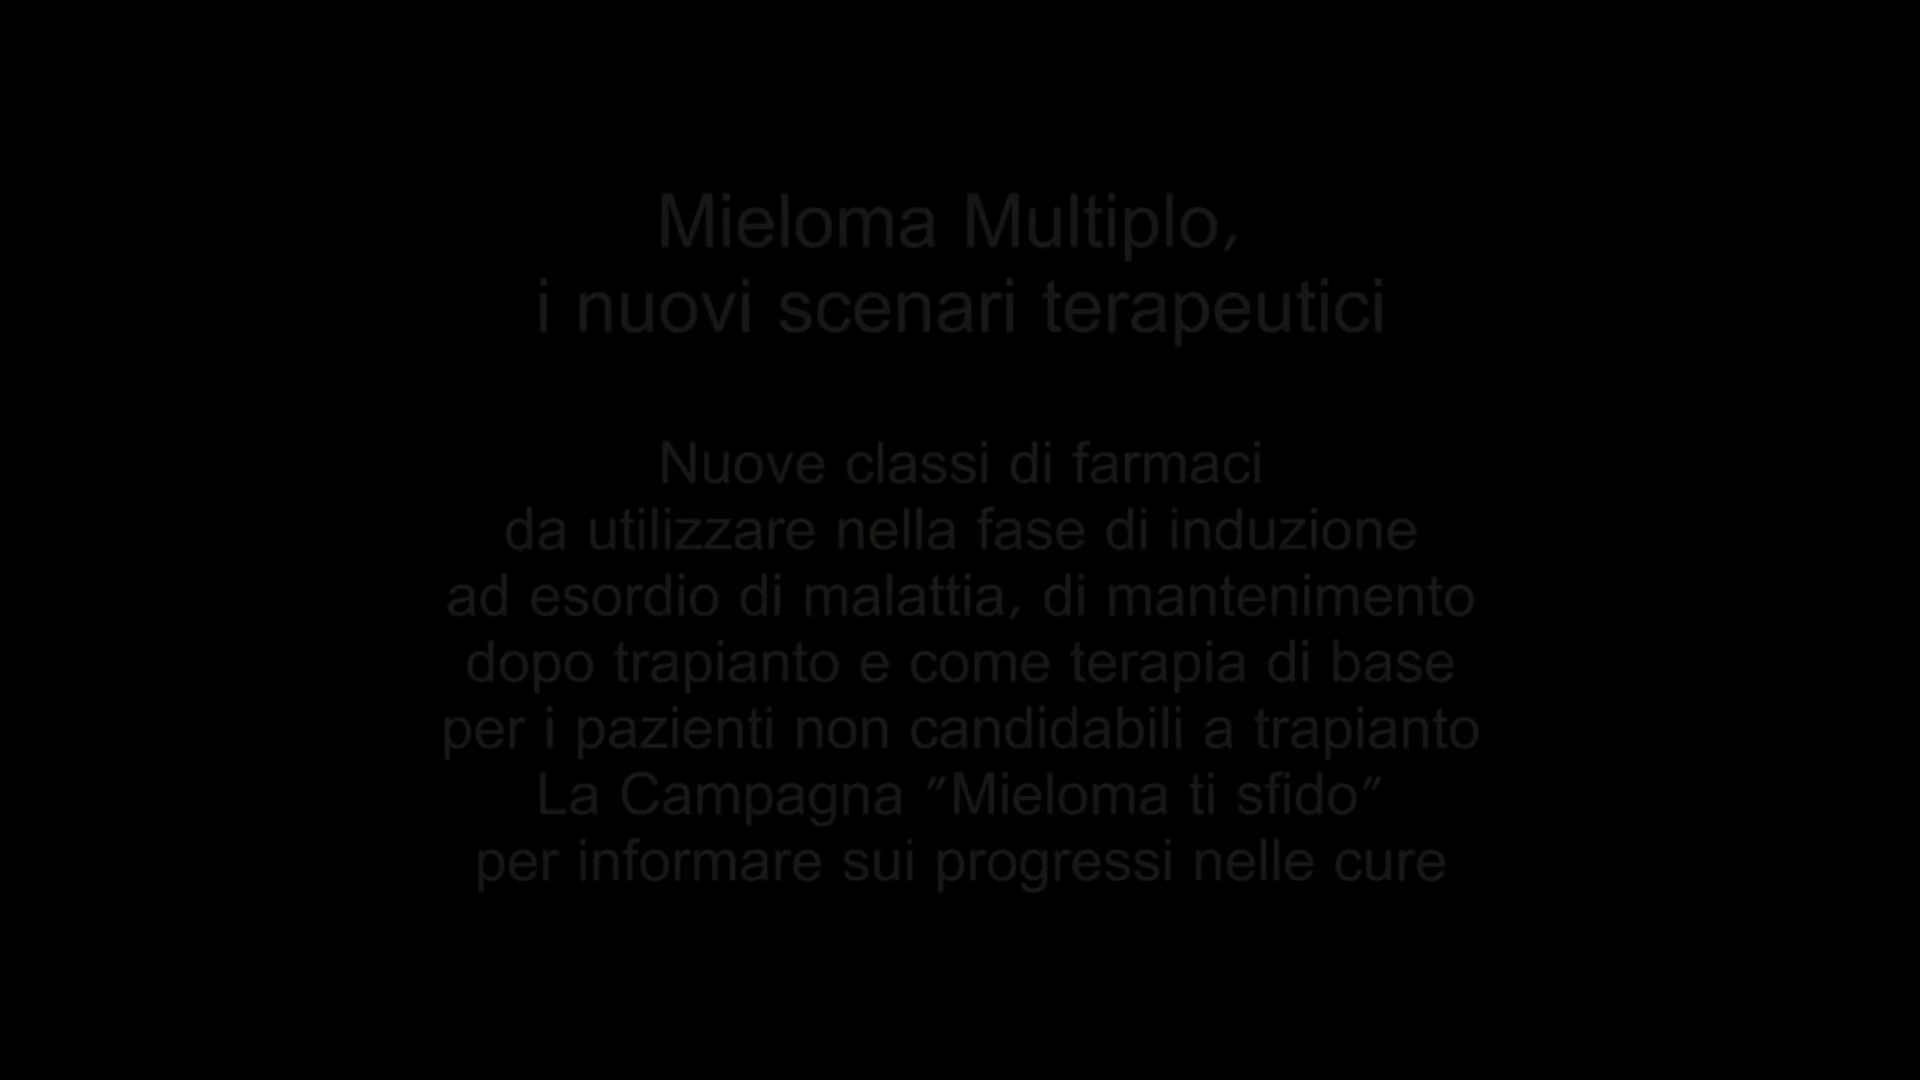 Mieloma Multiplo,
i nuovi scenari terapeutici
Nuove classi di farmaci
da utilizzare nella fase di induzione
ad esordio di malattia, di mantenimento
dopo trapianto e come terapia di base
per i pazienti non candidabili a trapianto
La Campagna "Mieloma ti sfido"
per informare sui progressi nelle cure